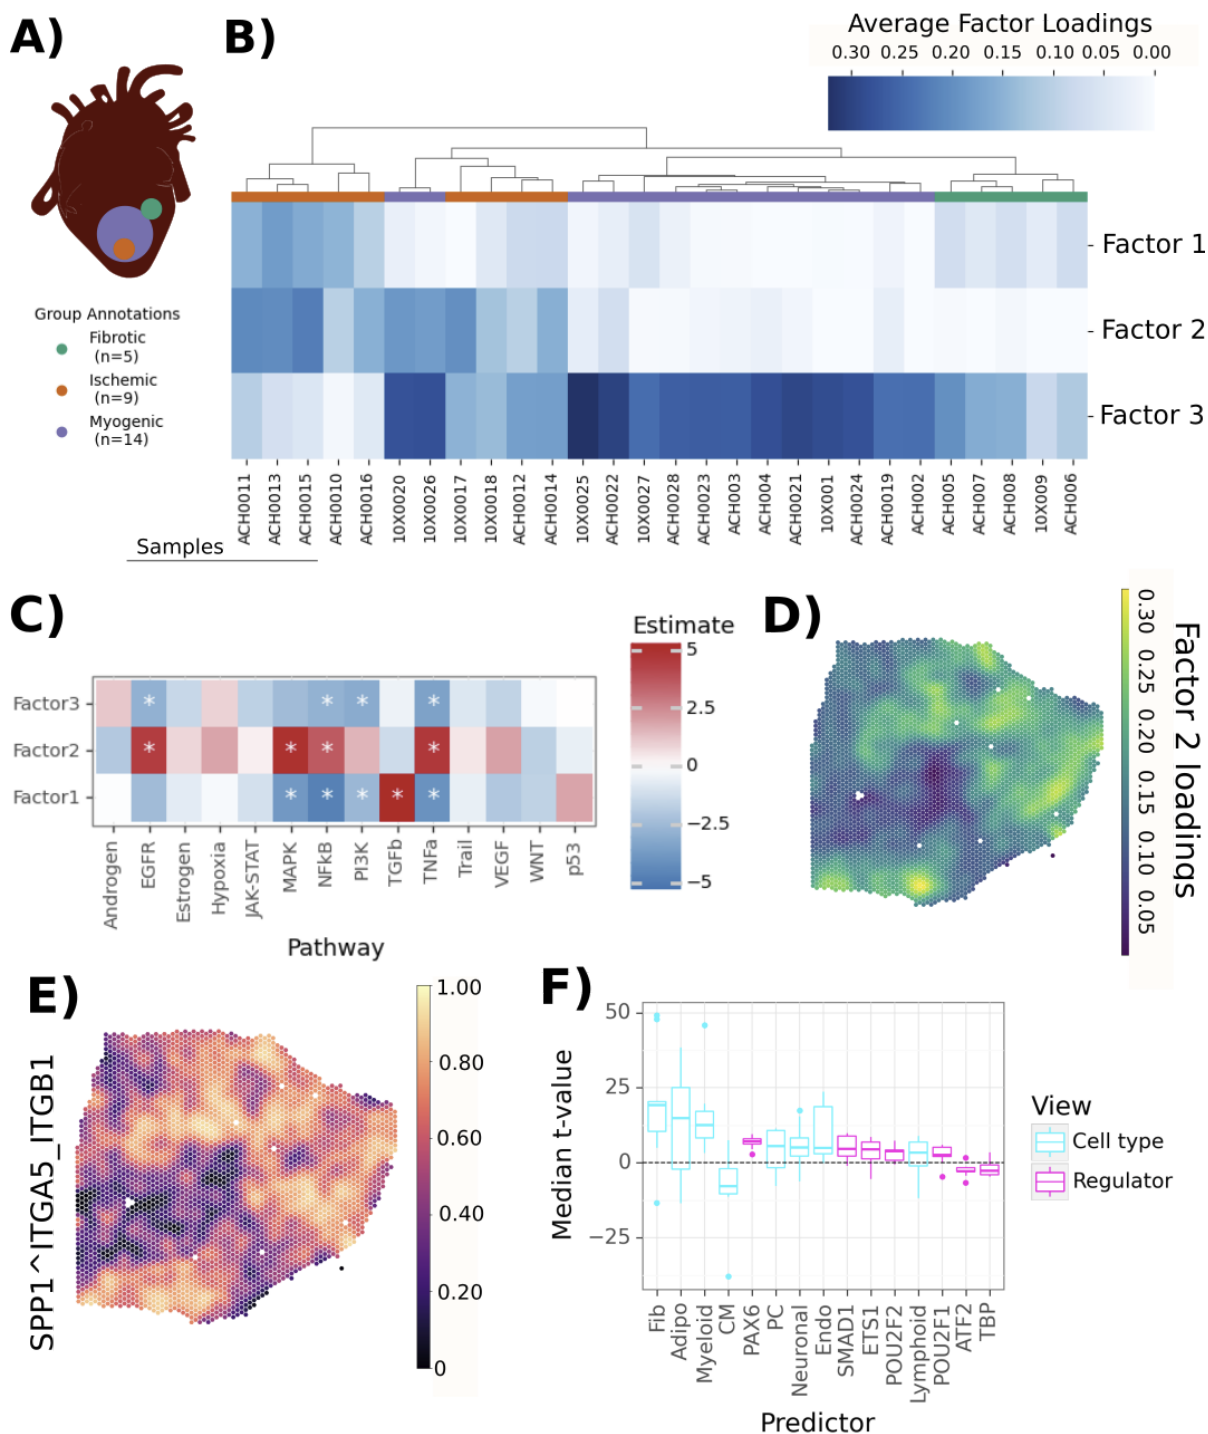 A)
B)
Average Factor Loadings
0.30 0.25 0.20 0.15 0.10 0.05 0.00
Group Annotations
Fibrotic
(n=5)
Ischemic
(n=9)
Myogenic
(n=14)
Factor 1
Factor 2
Factor 3
ACH0011
ACH0013
ACH0015
ACH0010
ACH0016
10X0020
10X0026
10X0017
10X0018
ACH0012
ACH0014
10X0025
ACH0022
10X0027
ACH0028
ACH0023
ACH003
ACH004
ACH0021
10X001
ACH0024
ACH0019
ACH002
ACH005
ACH007
ACH008
10X009
ACH006
Samples
C)
Factor3
Factor2
Factor1
* * * *
* * * *
* * * * *
Androgen
EGFR
Estrogen
Hypoxia
JAK-STAT
MAPK
NFkB
PI3K
TGFb
TNFa
Trail
VEGF
WNT
p53
Pathway
Estimate
5
2.5
0
−2.5
−5
D)
0.30
0.25
0.20
0.15
0.10
0.05
Factor 2 loadings
E)
SPP1^ITGA5_ITGB1
1.00
0.80
0.60
0.40
0.20
0
F)
Median t-value
50
25
0
−25
Fib
Adipo
Myeloid
CM
PAX6
PC
Neuronal
Endo
SMAD1
ETS1
POU2F2
Lymphoid
POU2F1
ATF2
TBP
Predictor
View
Cell type
Regulator